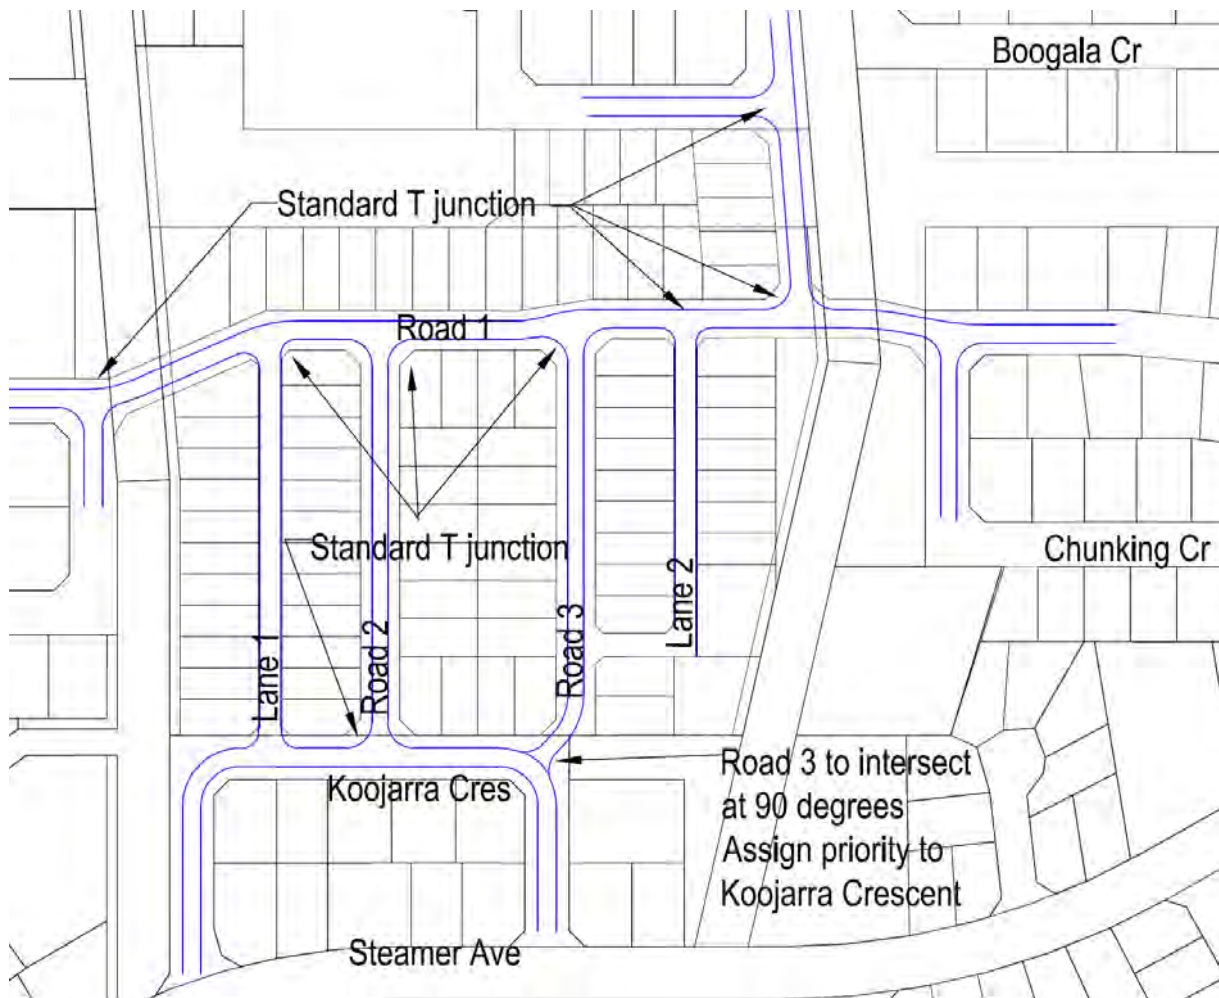 Boogala Cr
Standard T junction
Road 1
Standard T junction
Chunking Cr
Lane 1
Road 2
Road 3
Lane 2
Road 3 to intersect
at 90 degrees
Assign priority to
Koojarra Crescent
Koojarra Cres
Steamer Ave